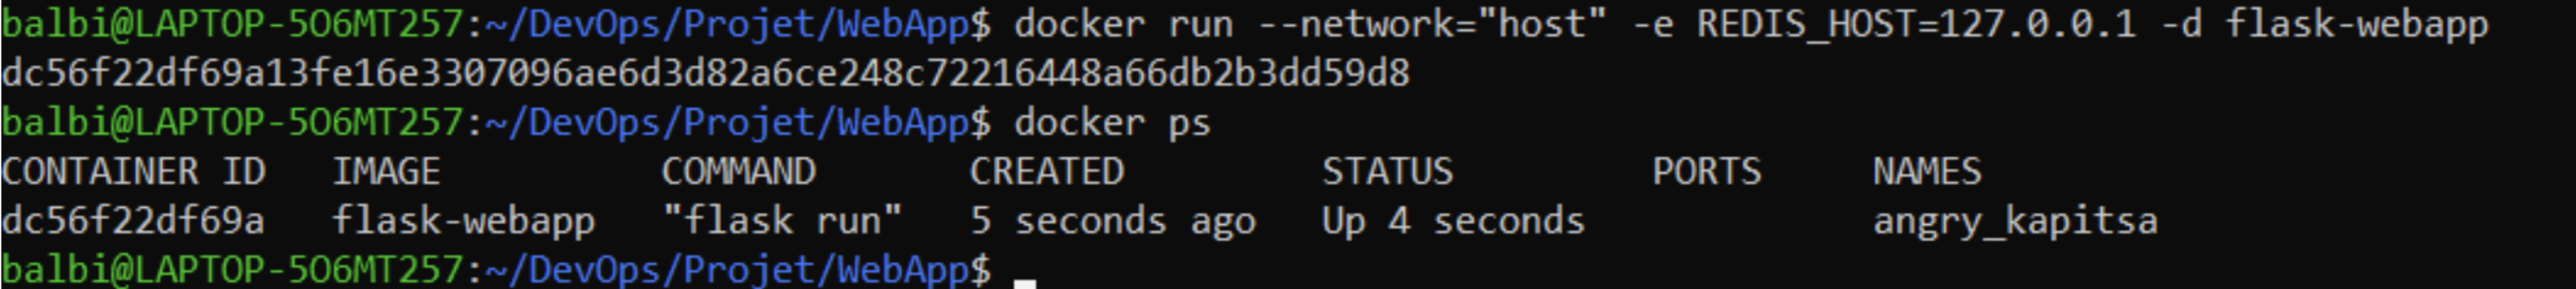 balbi@LAPTOP-5O6MT257:~/DevOps/Projet/WebApp$ docker run --network="host" -e REDIS_HOST=127.0.0.1 -d flask-webapp
dc56f22df69a13fe16e3307096ae6d3d82a6ce248c72216448a66db2b3dd59d8
balbi@LAPTOP-5O6MT257:~/DevOps/Projet/WebApp$ docker ps
CONTAINER ID   IMAGE          COMMAND       CREATED         STATUS         PORTS     NAMES
dc56f22df69a   flask-webapp   "flask run"   5 seconds ago   Up 4 seconds             angry_kapitsa
balbi@LAPTOP-5O6MT257:~/DevOps/Projet/WebApp$